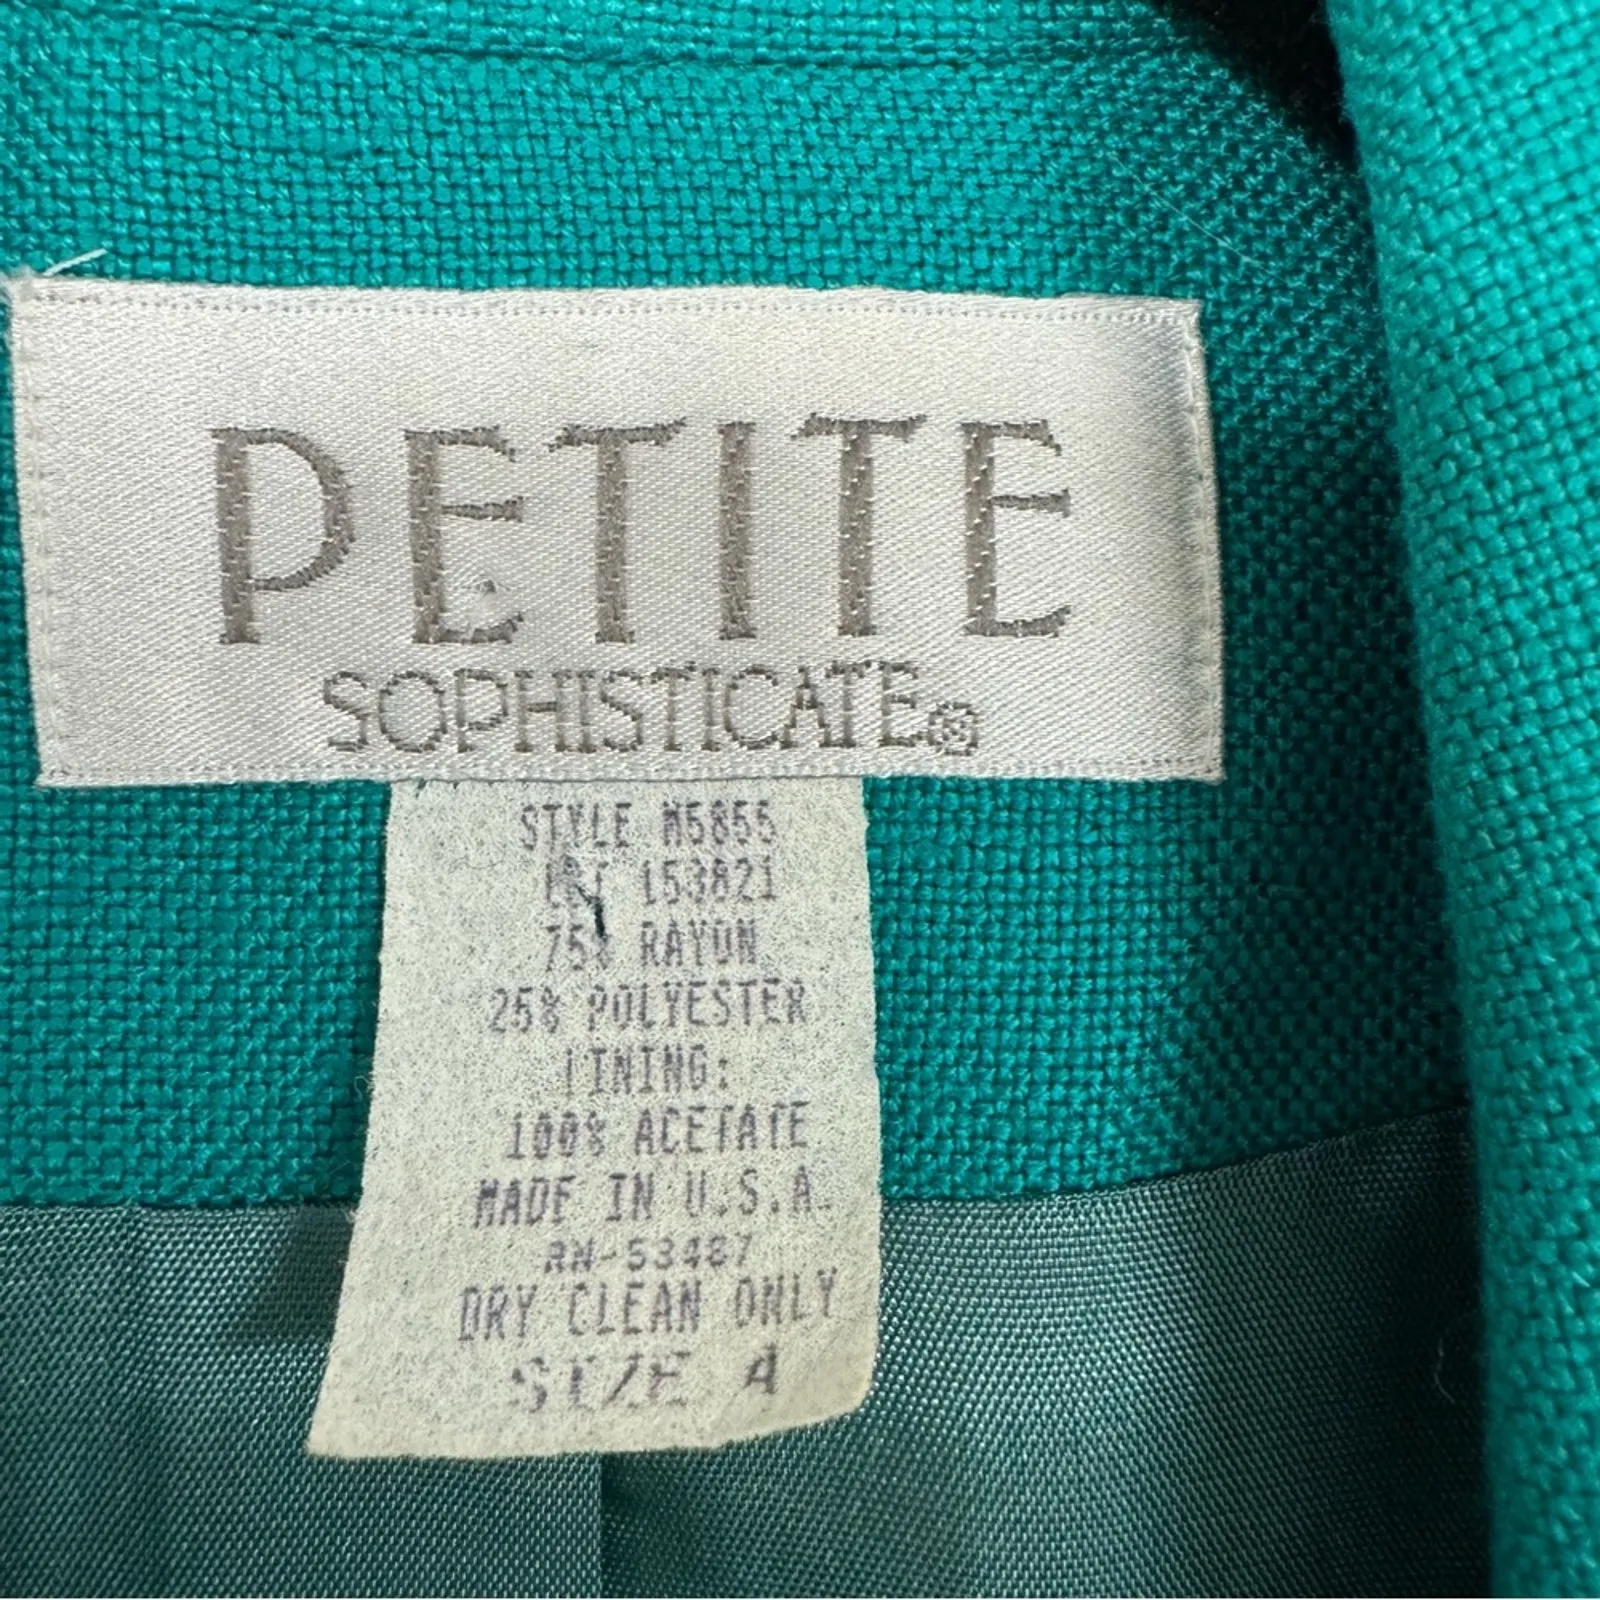 PETITE
SOPHISTICATE®
STYLE M5855
LOT 153821
75% RAYON
25% POLYESTER
LINING:
100% ACETATE
MADE IN U.S.A.
RN-53487
DRY CLEAN ONLY
SIZE 4